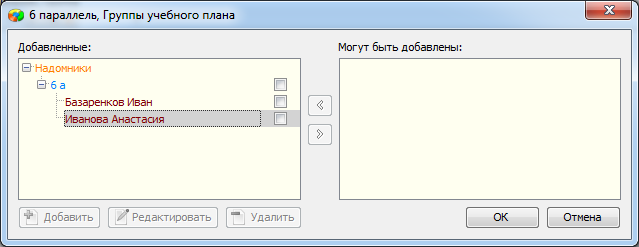 6 параллель, Группы учебного плана
Добавленные:
Надомники
6 а
Базаренков Иван
Иванова Анастасия
Могут быть добавлены:
Добавить
Редактировать
Удалить
ОК
Отмена